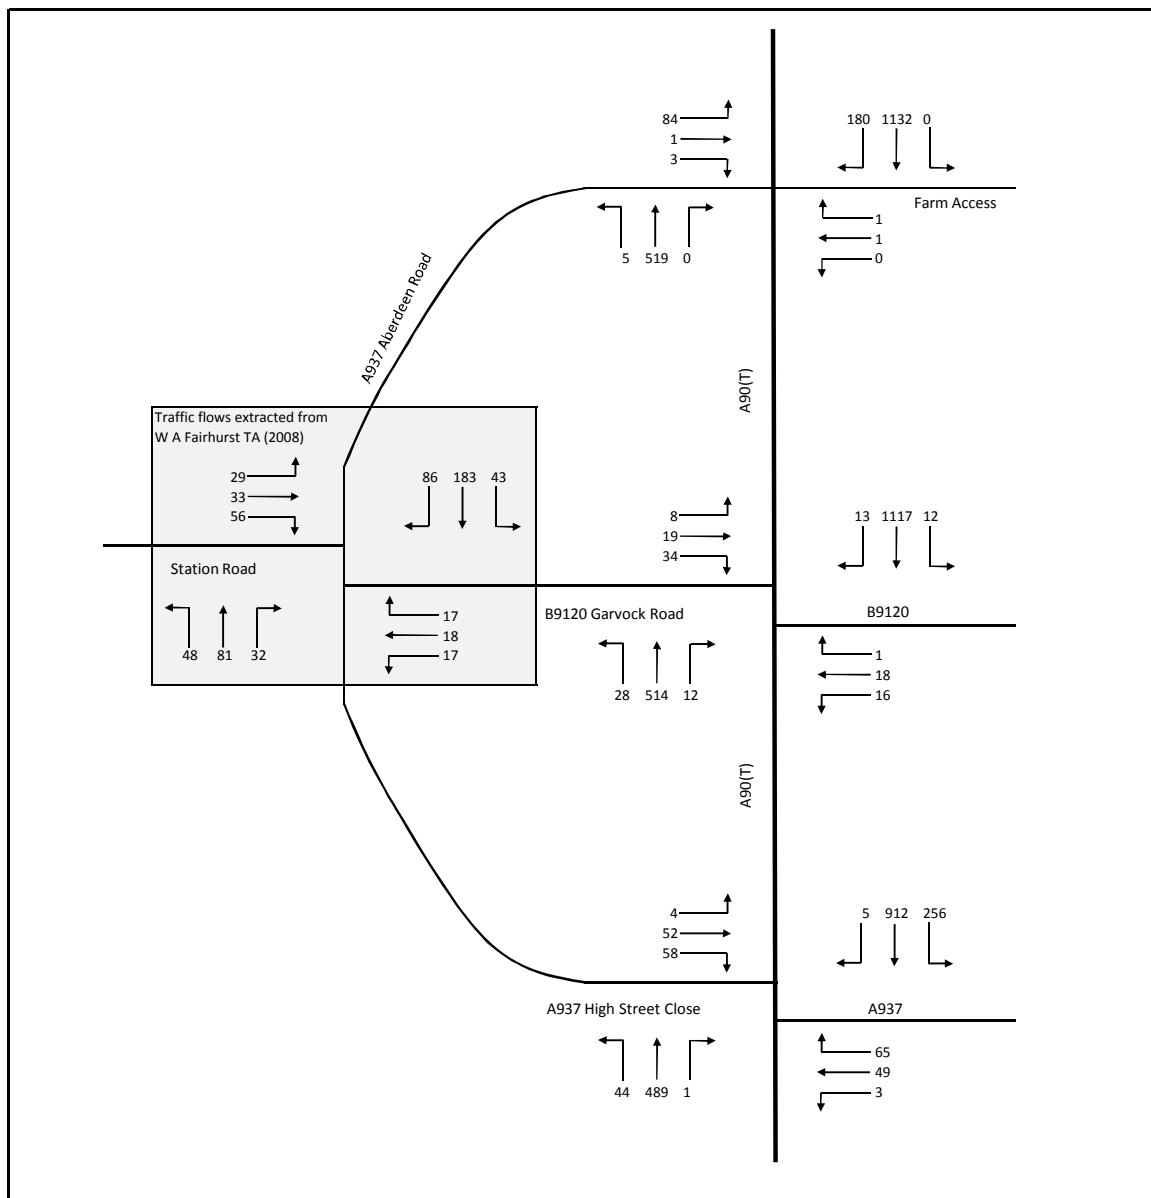 84
1
3
180 1132 0
Farm Access
1
1
0
5 519 0
A937 Aberdeen Road
A90(T)
Traffic flows extracted from
W A Fairhurst TA (2008)
29
33
56
86 183 43
8
19
34
13 1117 12
Station Road
B9120 Garvock Road
B9120
17
18
17
48 81 32
28 514 12
1
18
16
A90(T)
4
52
58
5 912 256
A937 High Street Close
A937
65
49
3
44 489 1